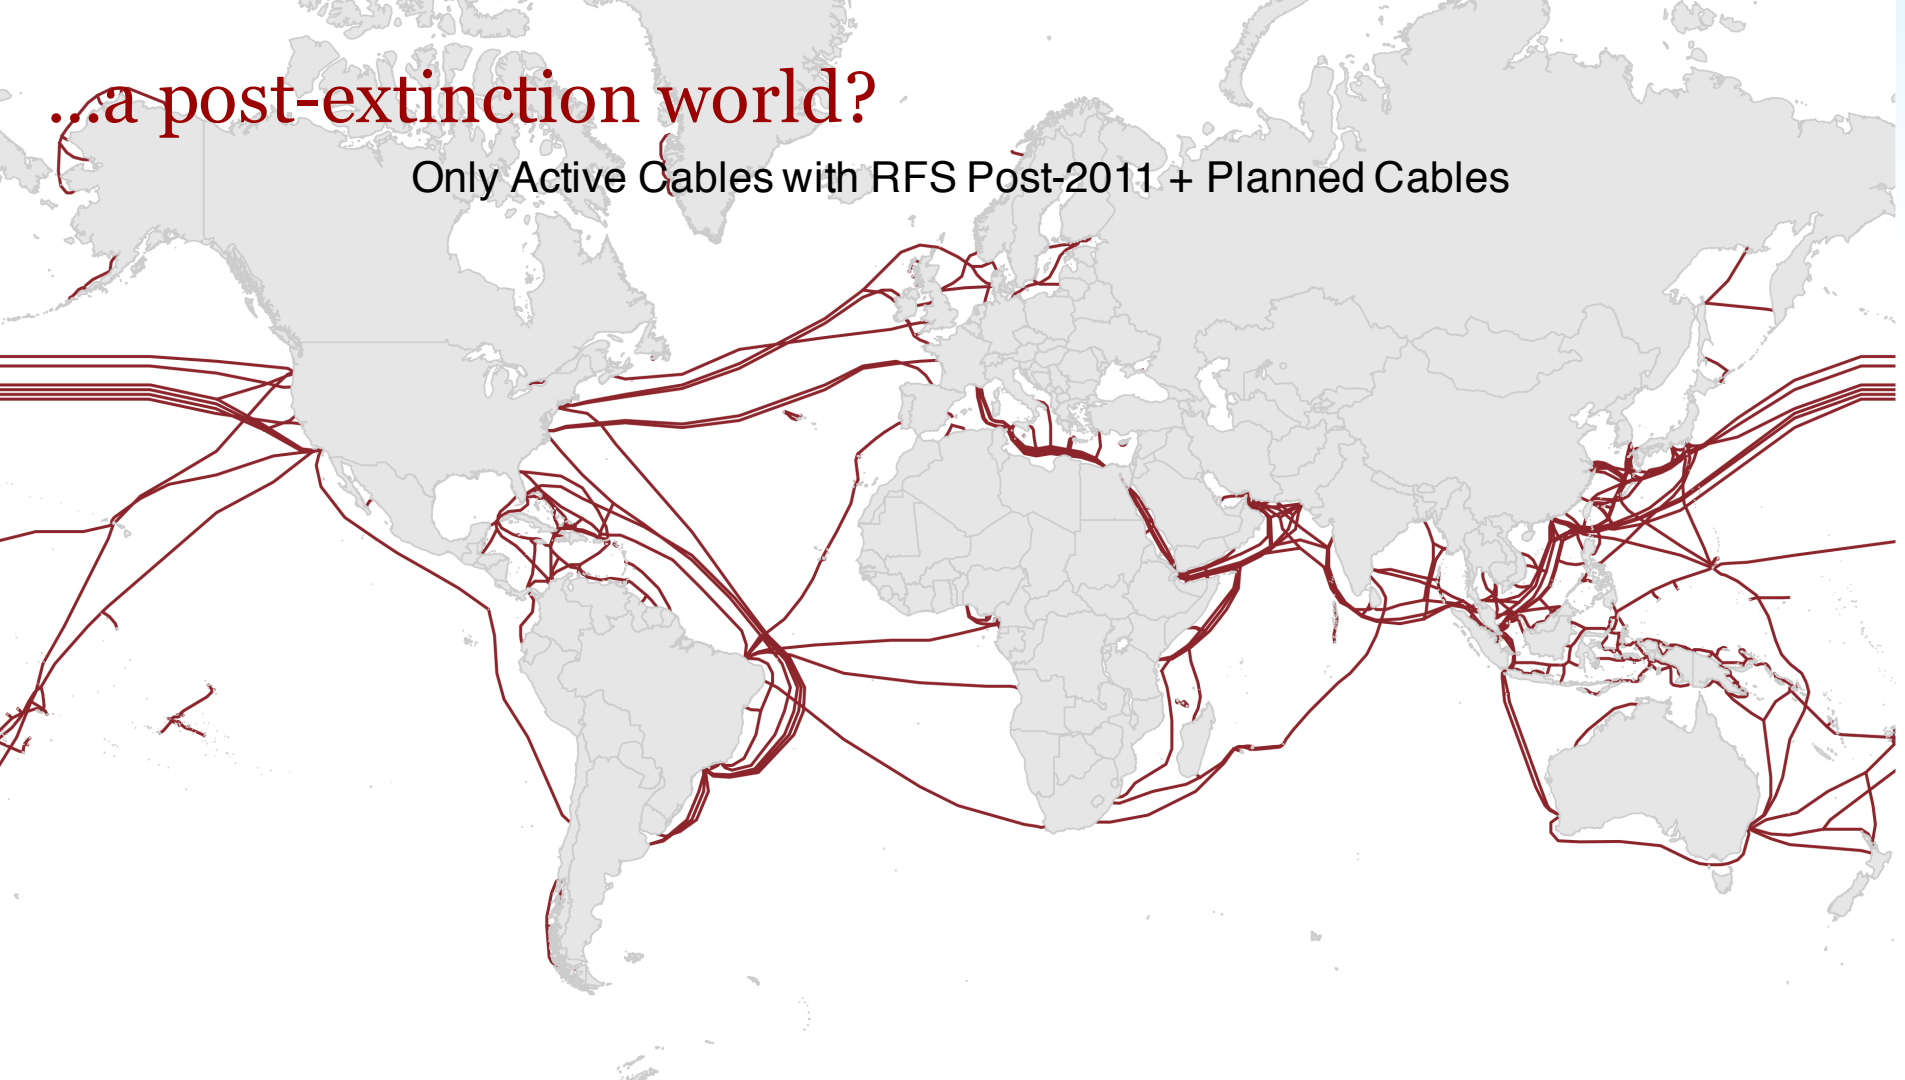 ...a post-extinction world?
Only Active Cables with RFS Post-2011 + Planned Cables